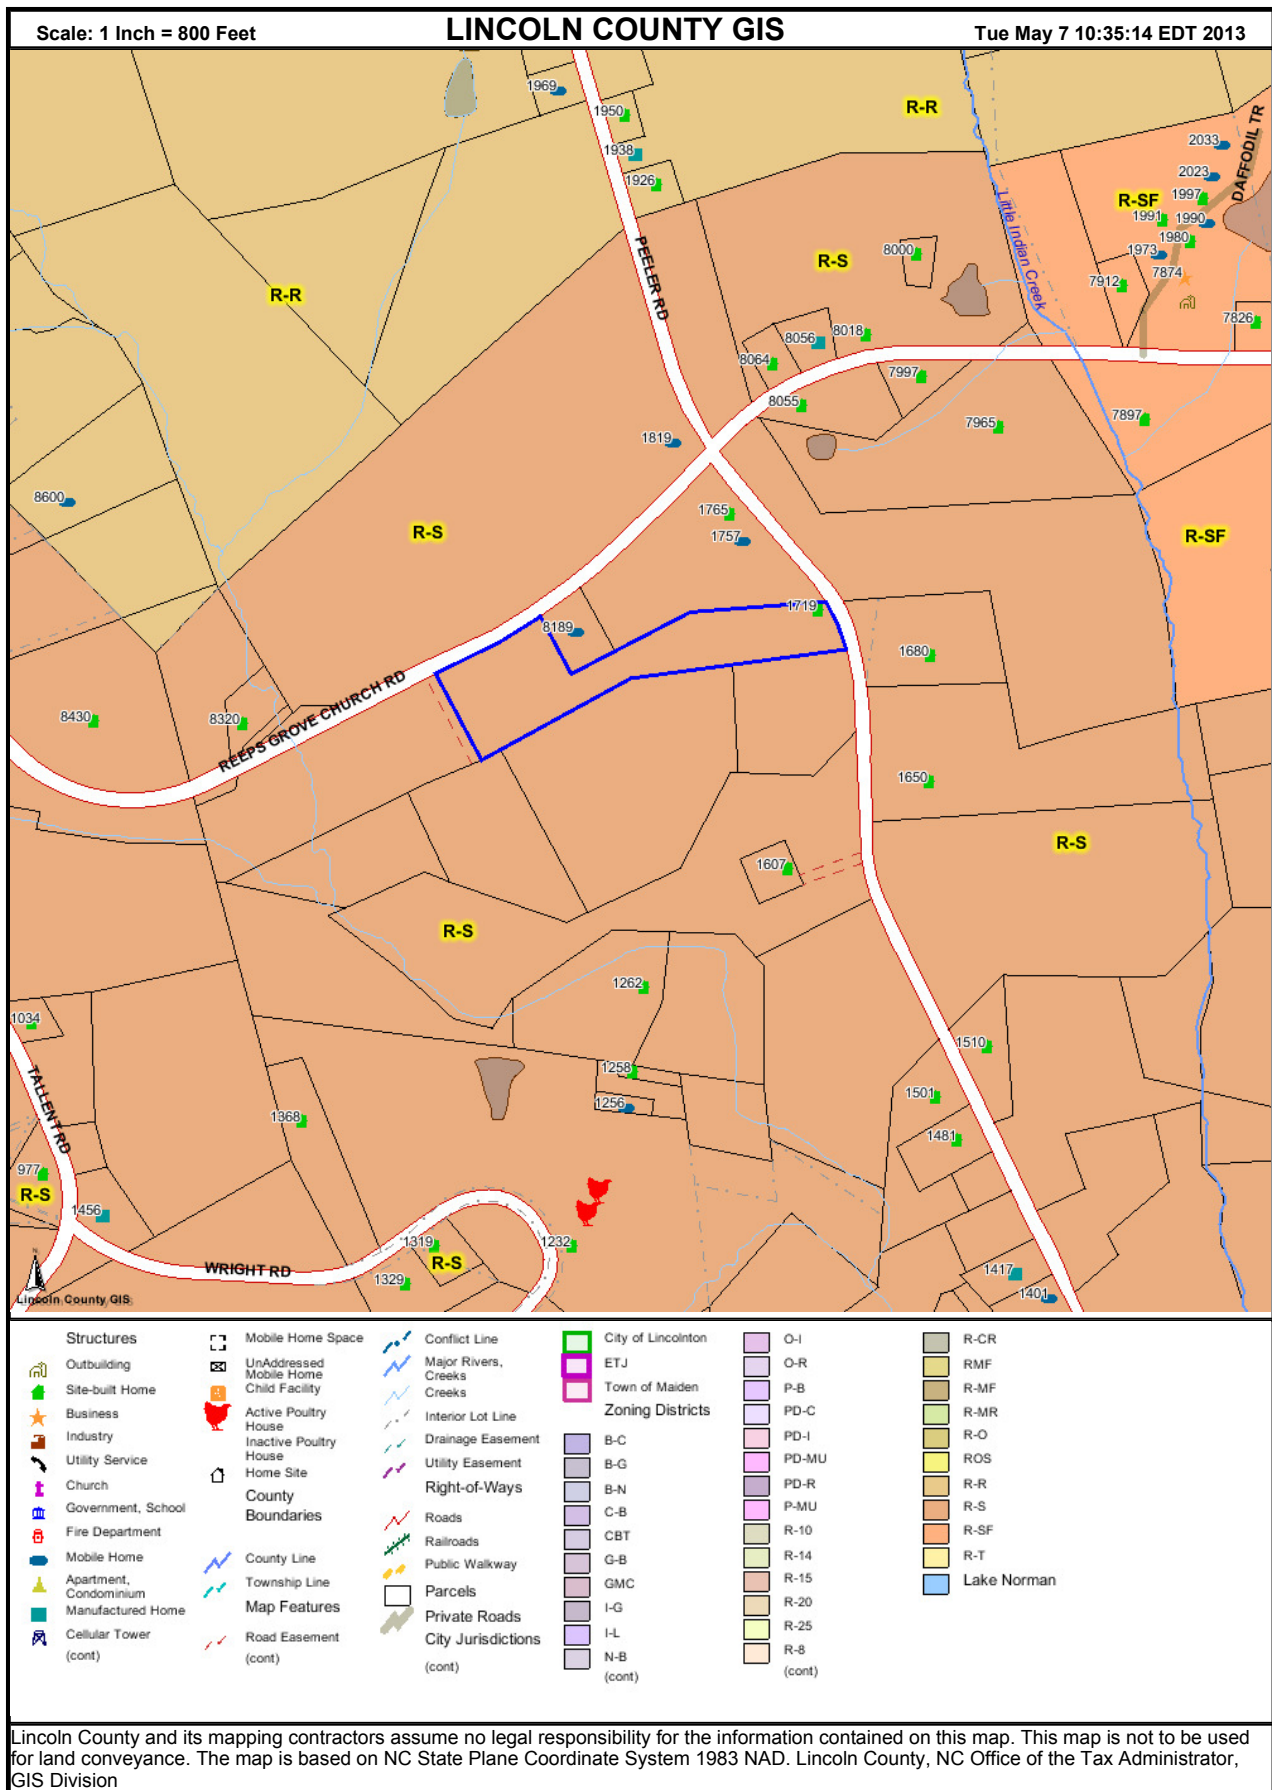 Scale: 1 Inch = 800 Feet
LINCOLN COUNTY GIS
Tue May 7 10:35:14 EDT 2013
1969
1950
1938
1926
R-R
2033
2023
DAFFODIL TR
R-SF
1997
1991
1990
1980
1973
7874
7912
7826
Little Indian Creek
PEELER RD
R-S
8000
R-R
8056
8018
8064
7997
8055
7965
7897
1819
8600
R-S
1765
1757
R-SF
1719
8189
1680
8430
8320
REEPS GROVE CHURCH RD
1650
R-S
1607
R-S
1262
1034
1510
TALLENT RD
1258
1256
1501
1368
1481
977
R-S
1456
1319
1232
R-S
WRIGHT RD
1329
1417
1401
N
Lincoln County GIS
Structures
Outbuilding
Site-built Home
Business
Industry
Utility Service
Church
Government, School
Fire Department
Mobile Home
Apartment,
Condominium
Manufactured Home
Cellular Tower
(cont)
Mobile Home Space
UnAddressed
Mobile Home
Child Facility
Active Poultry
House
Inactive Poultry
House
Home Site
County
Boundaries
County Line
Township Line
Map Features
Road Easement
(cont)
Conflict Line
Major Rivers,
Creeks
Creeks
Interior Lot Line
Drainage Easement
Utility Easement
Right-of-Ways
Roads
Railroads
Public Walkway
Parcels
Private Roads
City Jurisdictions
(cont)
City of Lincolnton
ETJ
Town of Maiden
Zoning Districts
B-C
B-G
B-N
C-B
CBT
G-B
GMC
I-G
I-L
N-B
(cont)
O-I
O-R
P-B
PD-C
PD-I
PD-MU
PD-R
P-MU
R-10
R-14
R-15
R-20
R-25
R-8
(cont)
R-CR
RMF
R-MF
R-MR
R-O
ROS
R-R
R-S
R-SF
R-T
Lake Norman
Lincoln County and its mapping contractors assume no legal responsibility for the information contained on this map. This map is not to be used
for land conveyance. The map is based on NC State Plane Coordinate System 1983 NAD. Lincoln County, NC Office of the Tax Administrator,
GIS Division